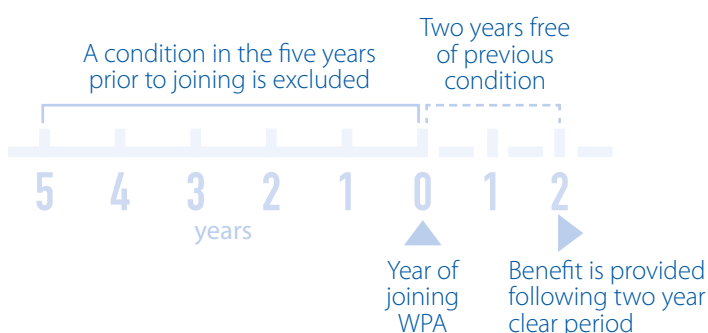 A condition in the five years
prior to joining is excluded
Two years free
of previous
condition
5 4 3 2 1 0 1 2
years
Year of
joining
WPA
Benefit is provided
following two year
clear period